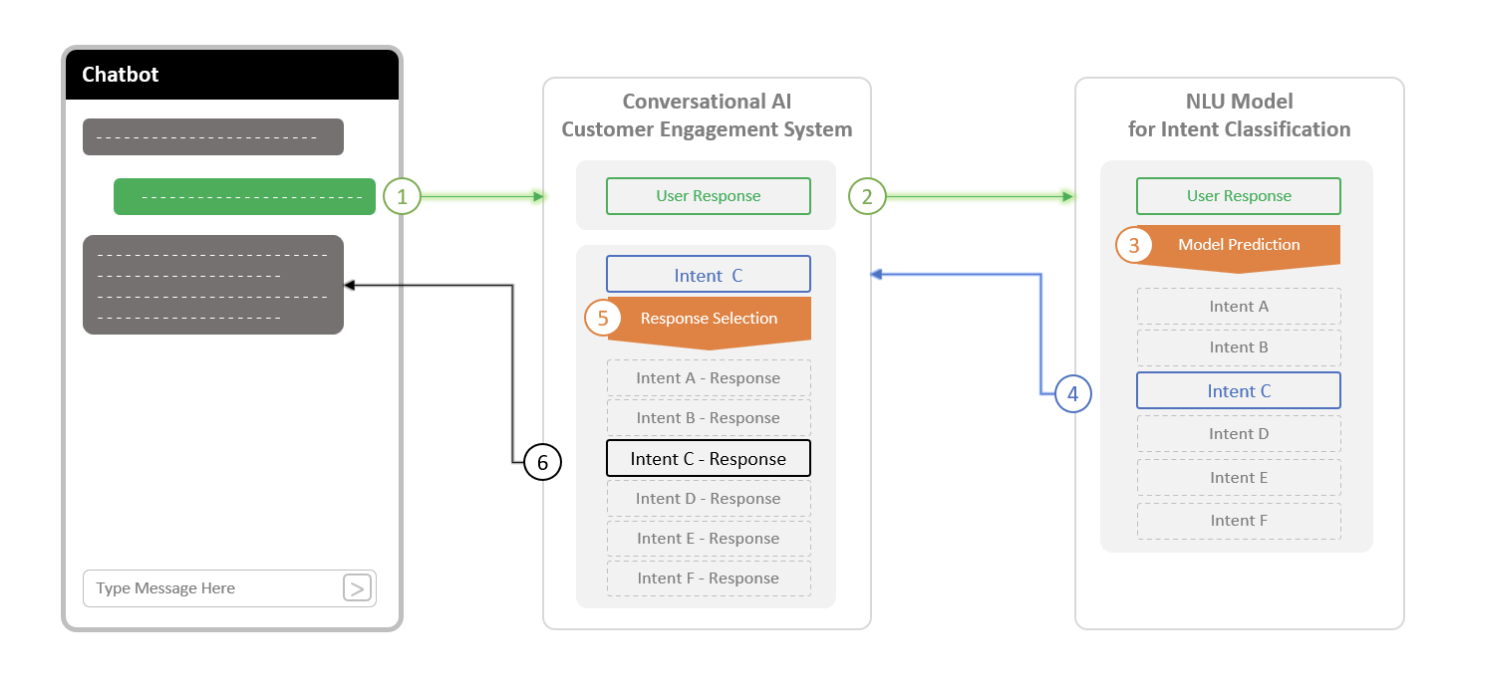 Chatbot
1
Type Message Here
>
Conversational AI
Customer Engagement System
User Response
2
Intent C
5
Response Selection
Intent A - Response
Intent B - Response
Intent C - Response
6
Intent D - Response
Intent E - Response
Intent F - Response
NLU Model
for Intent Classification
User Response
3
Model Prediction
Intent A
Intent B
Intent C
4
Intent D
Intent E
Intent F